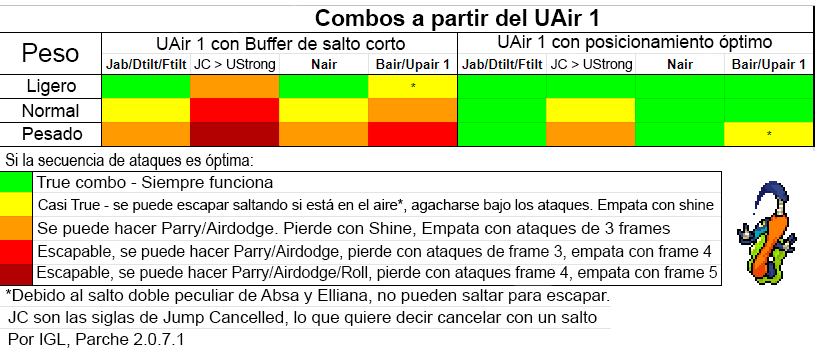 Combos a partir del UAir 1
Peso
UAir 1 con Buffer de salto corto
UAir 1 con posicionamiento óptimo
Jab/Dtilt/Ftilt JC > UStrong Nair Bair/Upair 1 Jab/Dtilt/Ftilt JC > UStrong Nair Bair/Upair 1
Ligero *
Normal
Pesado *
Si la secuencia de ataques es óptima:
True combo - Siempre funciona
Casi True - se puede escapar saltando si está en el aire*, agacharse bajo los ataques. Empata con shine
Se puede hacer Parry/Airdodge. Pierde con Shine, Empata con ataques de 3 frames
Escapable, se puede hacer Parry/Airdodge, pierde con ataques de frame 3, empata con frame 4
Escapable, se puede hacer Parry/Airdodge/Roll, pierde con ataques frame 4, empata con frame 5
*Debido al salto doble peculiar de Absa y Elliana, no pueden saltar para escapar.
JC son las siglas de Jump Cancelled, lo que quiere decir cancelar con un salto
Por IGL, Parche 2.0.7.1